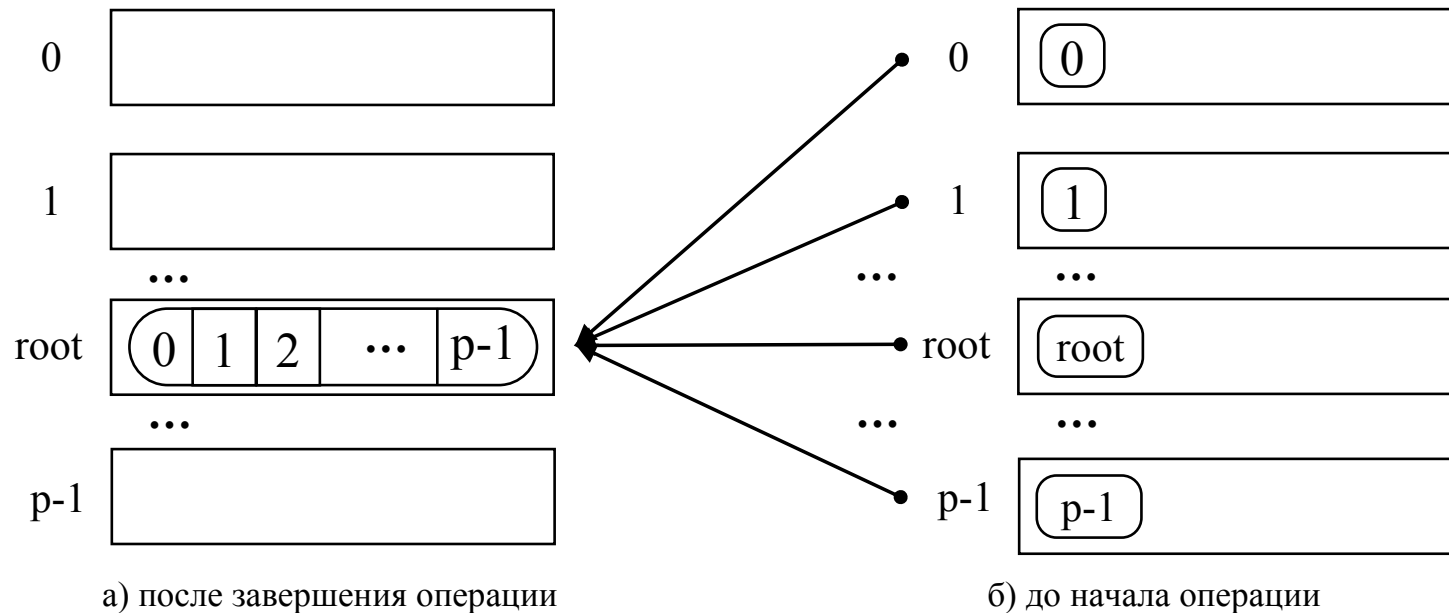 0 0 0
1 1 1
... ... ...
root 0 1 2 ... p-1 root root
... ... ...
p-1 p-1 p-1
а) после завершения операции б) до начала операции